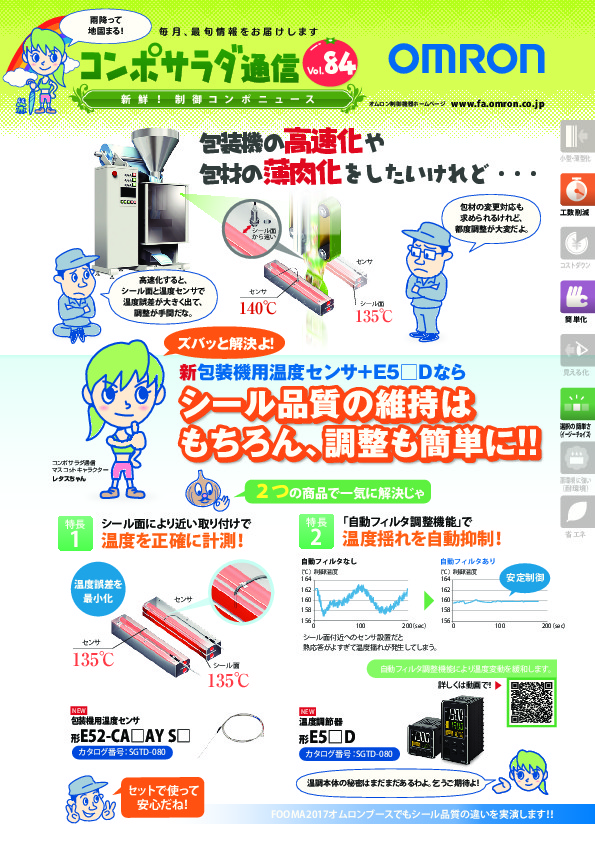 雨降って
地固まる!
毎月、最旬情報をお届けします
コンポサラダ通信
Vol.84
OMRON
新鮮!制御コンポニュース
オムロン制御機器ホームページ www.fa.omron.co.jp
包装機の高速化や
包材の薄肉化をしたいけれど・・・
小型・薄型化
工数削減
コストダウン
簡単化
見える化
選択の簡単さ
(イージーチョイス)
(耐環境)
省エネ
シール面
から遠い
センサ
センサ
140℃
シール面
135℃
包材の変更対応も
求められるけれど、
都度調整が大変だよ。
高速化すると、
シール面と温度センサで
温度誤差が大きく出て、
調整が手間だな。
ズバッと解決よ!
新包装機用温度センサ+E5□Dなら
シール品質の維持は
もちろん、調整も簡単に!!
コンポサラダ通信
マスコットキャラクター
レタスちゃん
2つの商品で一気に解決じゃ
特長
1
シール面により近い取り付けで
温度を正確に計測!
温度誤差を
最小化
センサ
センサ
135℃
シール面
135℃
特長
2
「自動フィルタ調整機能」で
温度揺れを自動抑制!
自動フィルタなし
(℃) 制御温度
164
162
160
158
156
0
100
200(sec)
自動フィルタあり
(℃) 制御温度
安定制御
164
162
160
158
156
0
100
200 (sec)
シール面付近へのセンサ設置だと
熱応答がよすぎて温度揺れが発生してしまう。
自動フィルタ調整機能により温度変動を緩和します。
詳しくは動画で!
NEW
包装機用温度センサ
形E52-CA□AY S□
カタログ番号:SGTD-080
NEW
温度調節器
形E5□D
カタログ番号:SGTD-080
セットで使って
安心だね!
温調本体の秘密はまだまだあるわよ。乞うご期待よ!
FOOMA2017オムロンブースでもシール品質の違いを実演します!!